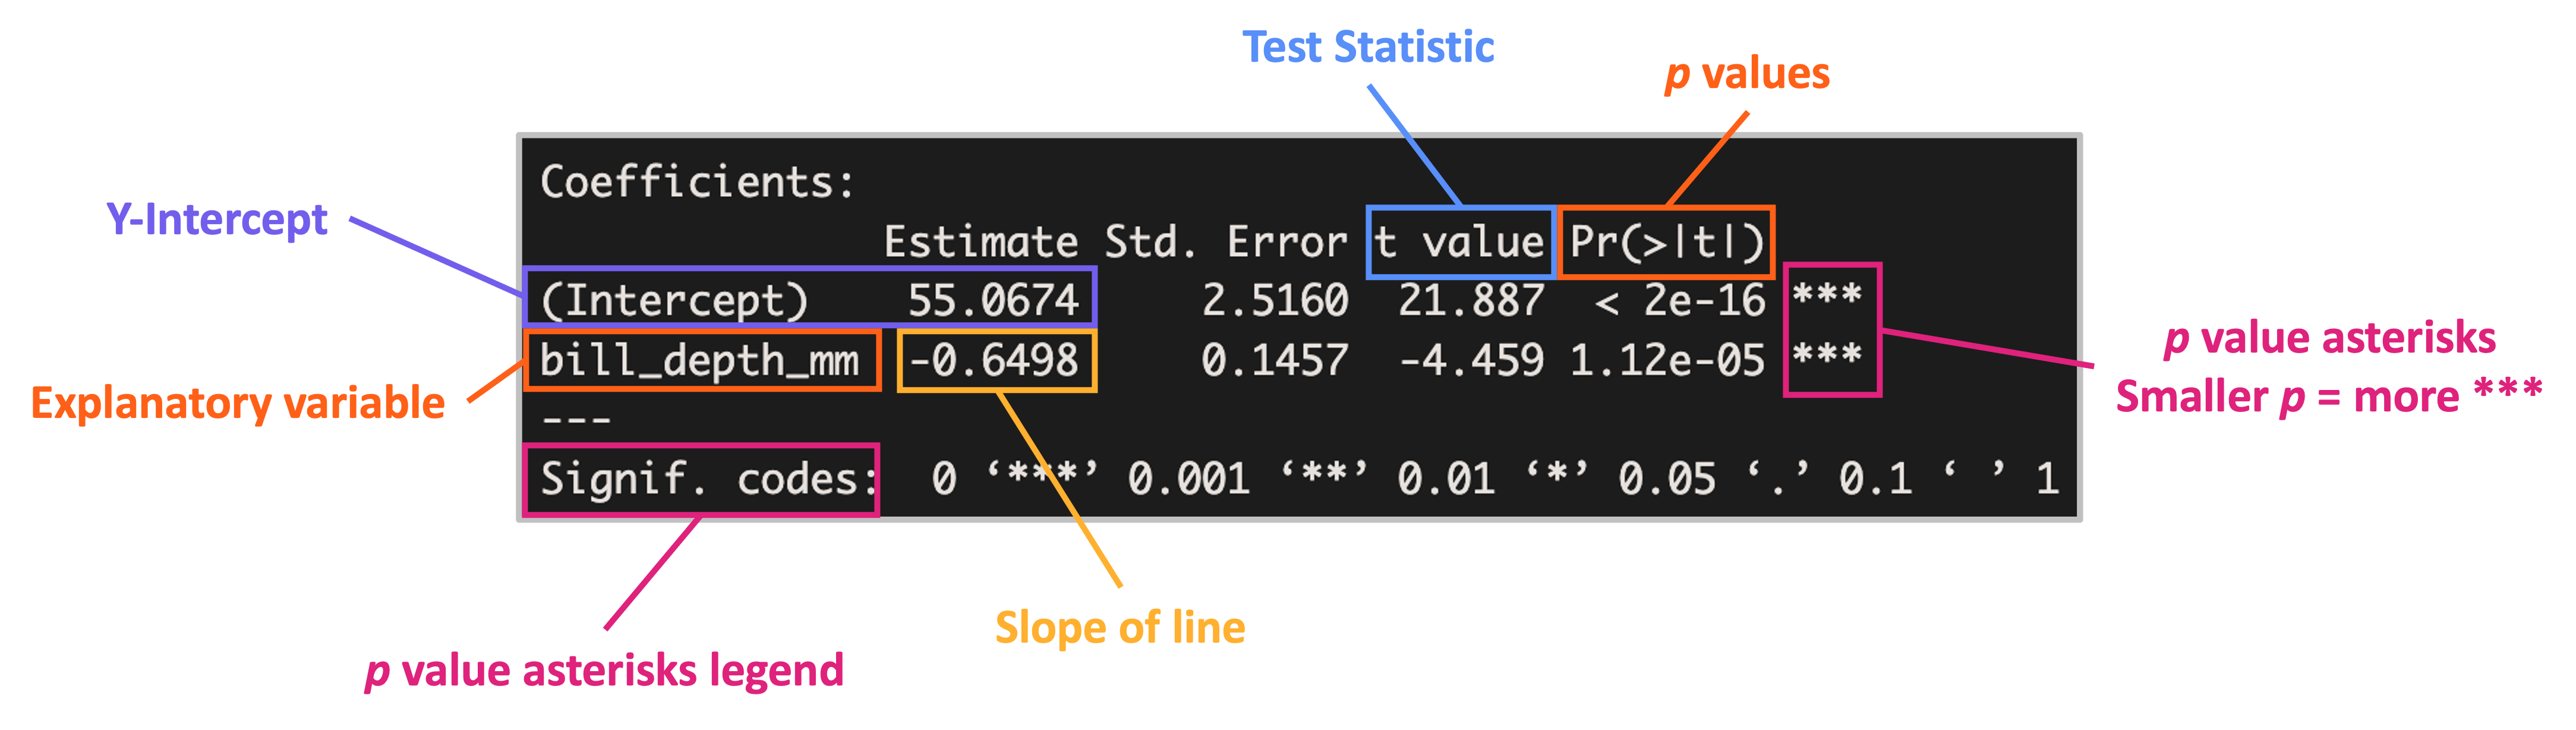 Test Statistic
p values
Coefficients:
Y-Intercept
Estimate Std. Error t value Pr(>|t|)
(Intercept) 55.0674 2.5160 21.887 < 2e-16 ***
bill_depth_mm -0.6498 0.1457 -4.459 1.12e-05 ***
p value asterisks
Smaller p = more ***
Explanatory variable
---
Signif. codes: 0 ‘***’ 0.001 ‘**’ 0.01 ‘*’ 0.05 ‘.’ 0.1 ‘ ’ 1
Slope of line
p value asterisks legend